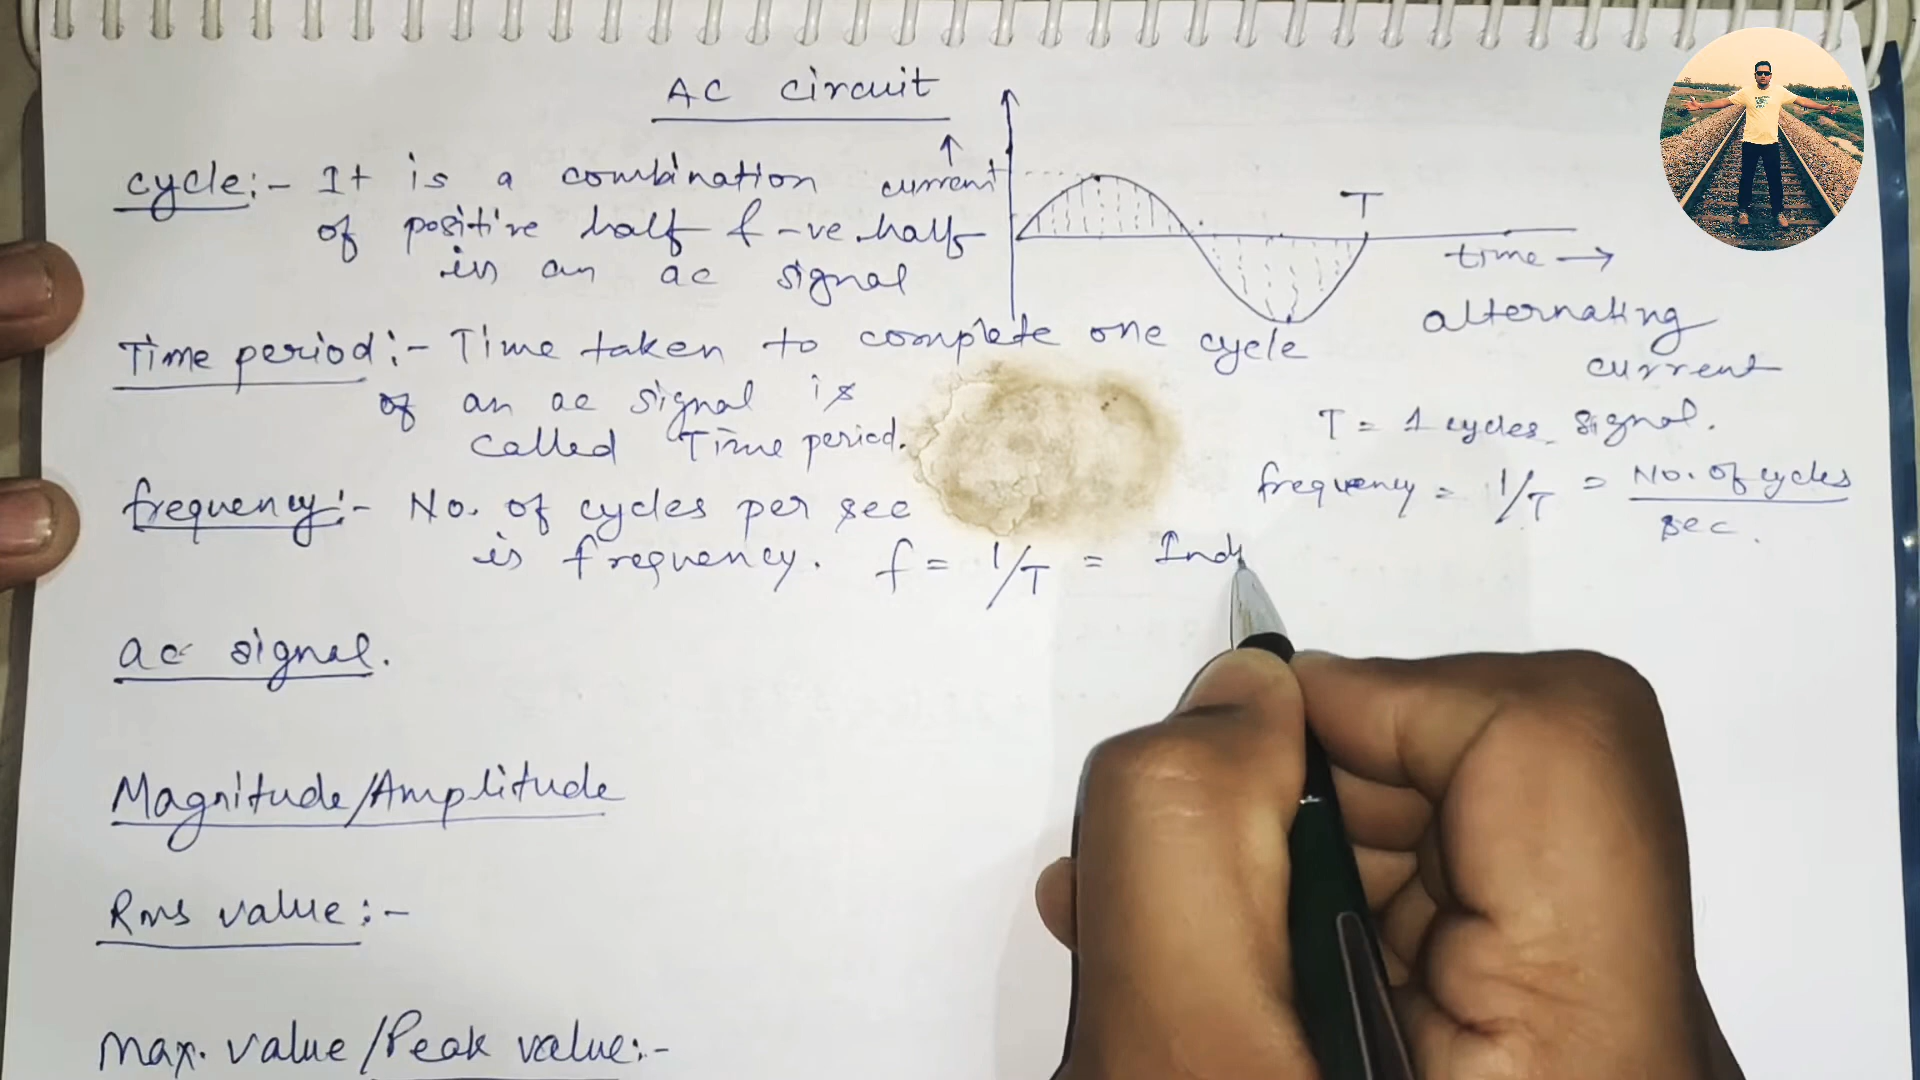 AC circuit
cycle:- It is a combination
of positive half & -ve half
in an ac signal
current
T
time
alternating
current
Time period:- Time taken to complete one cycle
of an ac signal is
called Time period.
T = 1 cycles signal.
frequency = 1/T = No. of cycles
sec.
frequency:- No. of cycles per sec
is frequency. f = 1/T =
ac signal.
Magnitude/Amplitude
Rms value:-
Max. value/Peak value:-